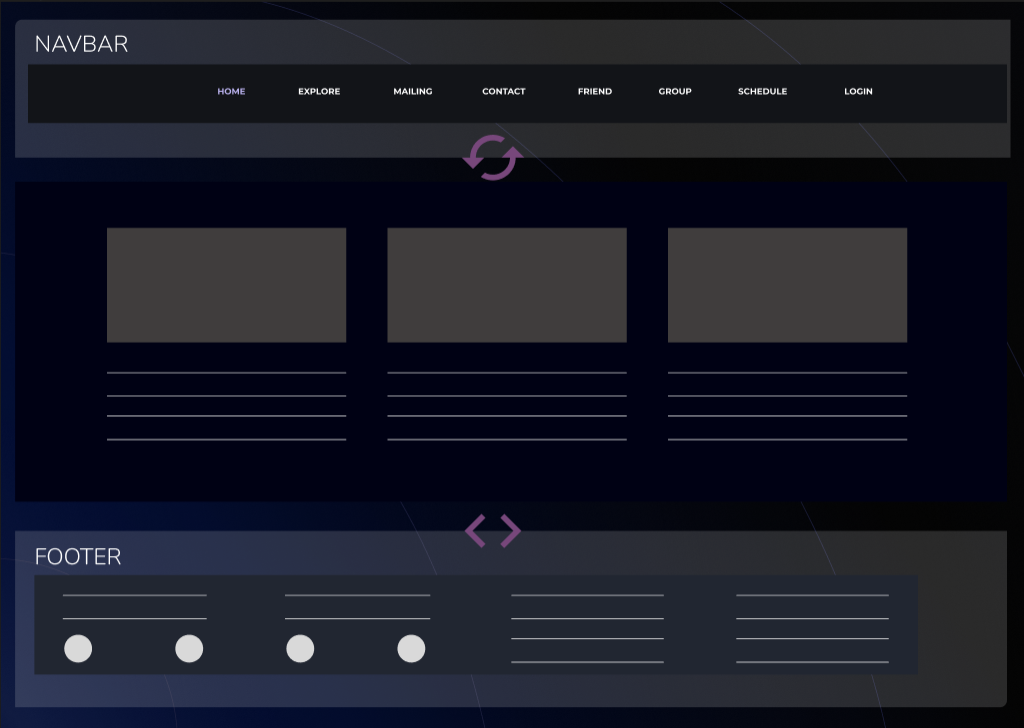 NAVBAR
HOME EXPLORE MAILING CONTACT FRIEND GROUP SCHEDULE LOGIN
FOOTER